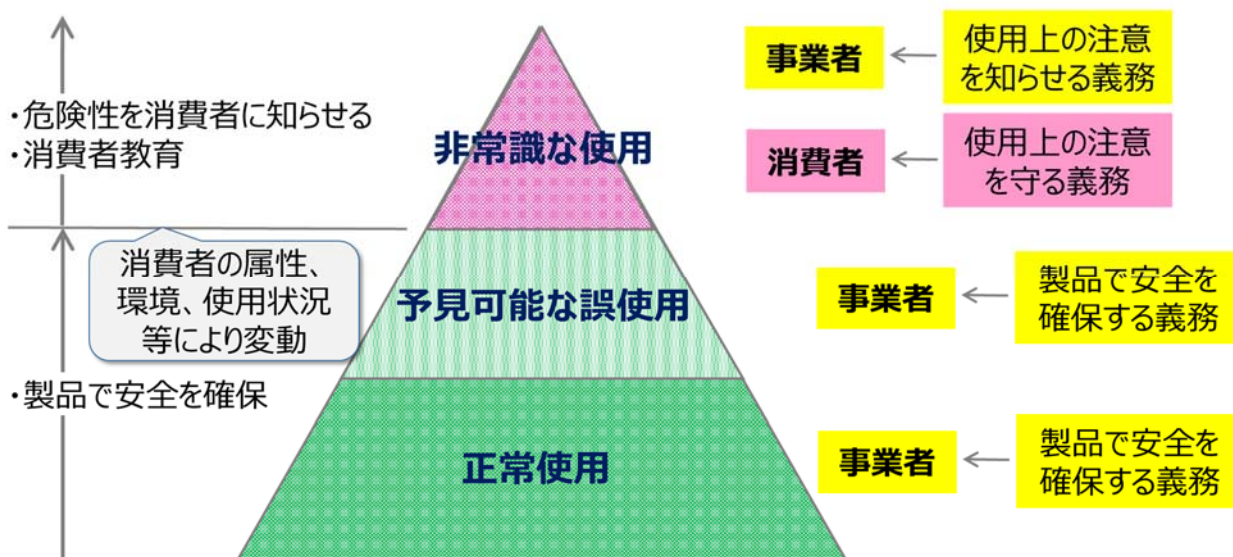 ・危険性を消費者に知らせる
・消費者教育
消費者の属性、
環境、使用状況
等により変動
・製品で安全を確保
非常識な使用
予見可能な誤使用
正常使用
事業者
使用上の注意
を知らせる義務
消費者
使用上の注意
を守る義務
事業者
製品で安全を
確保する義務
事業者
製品で安全を
確保する義務